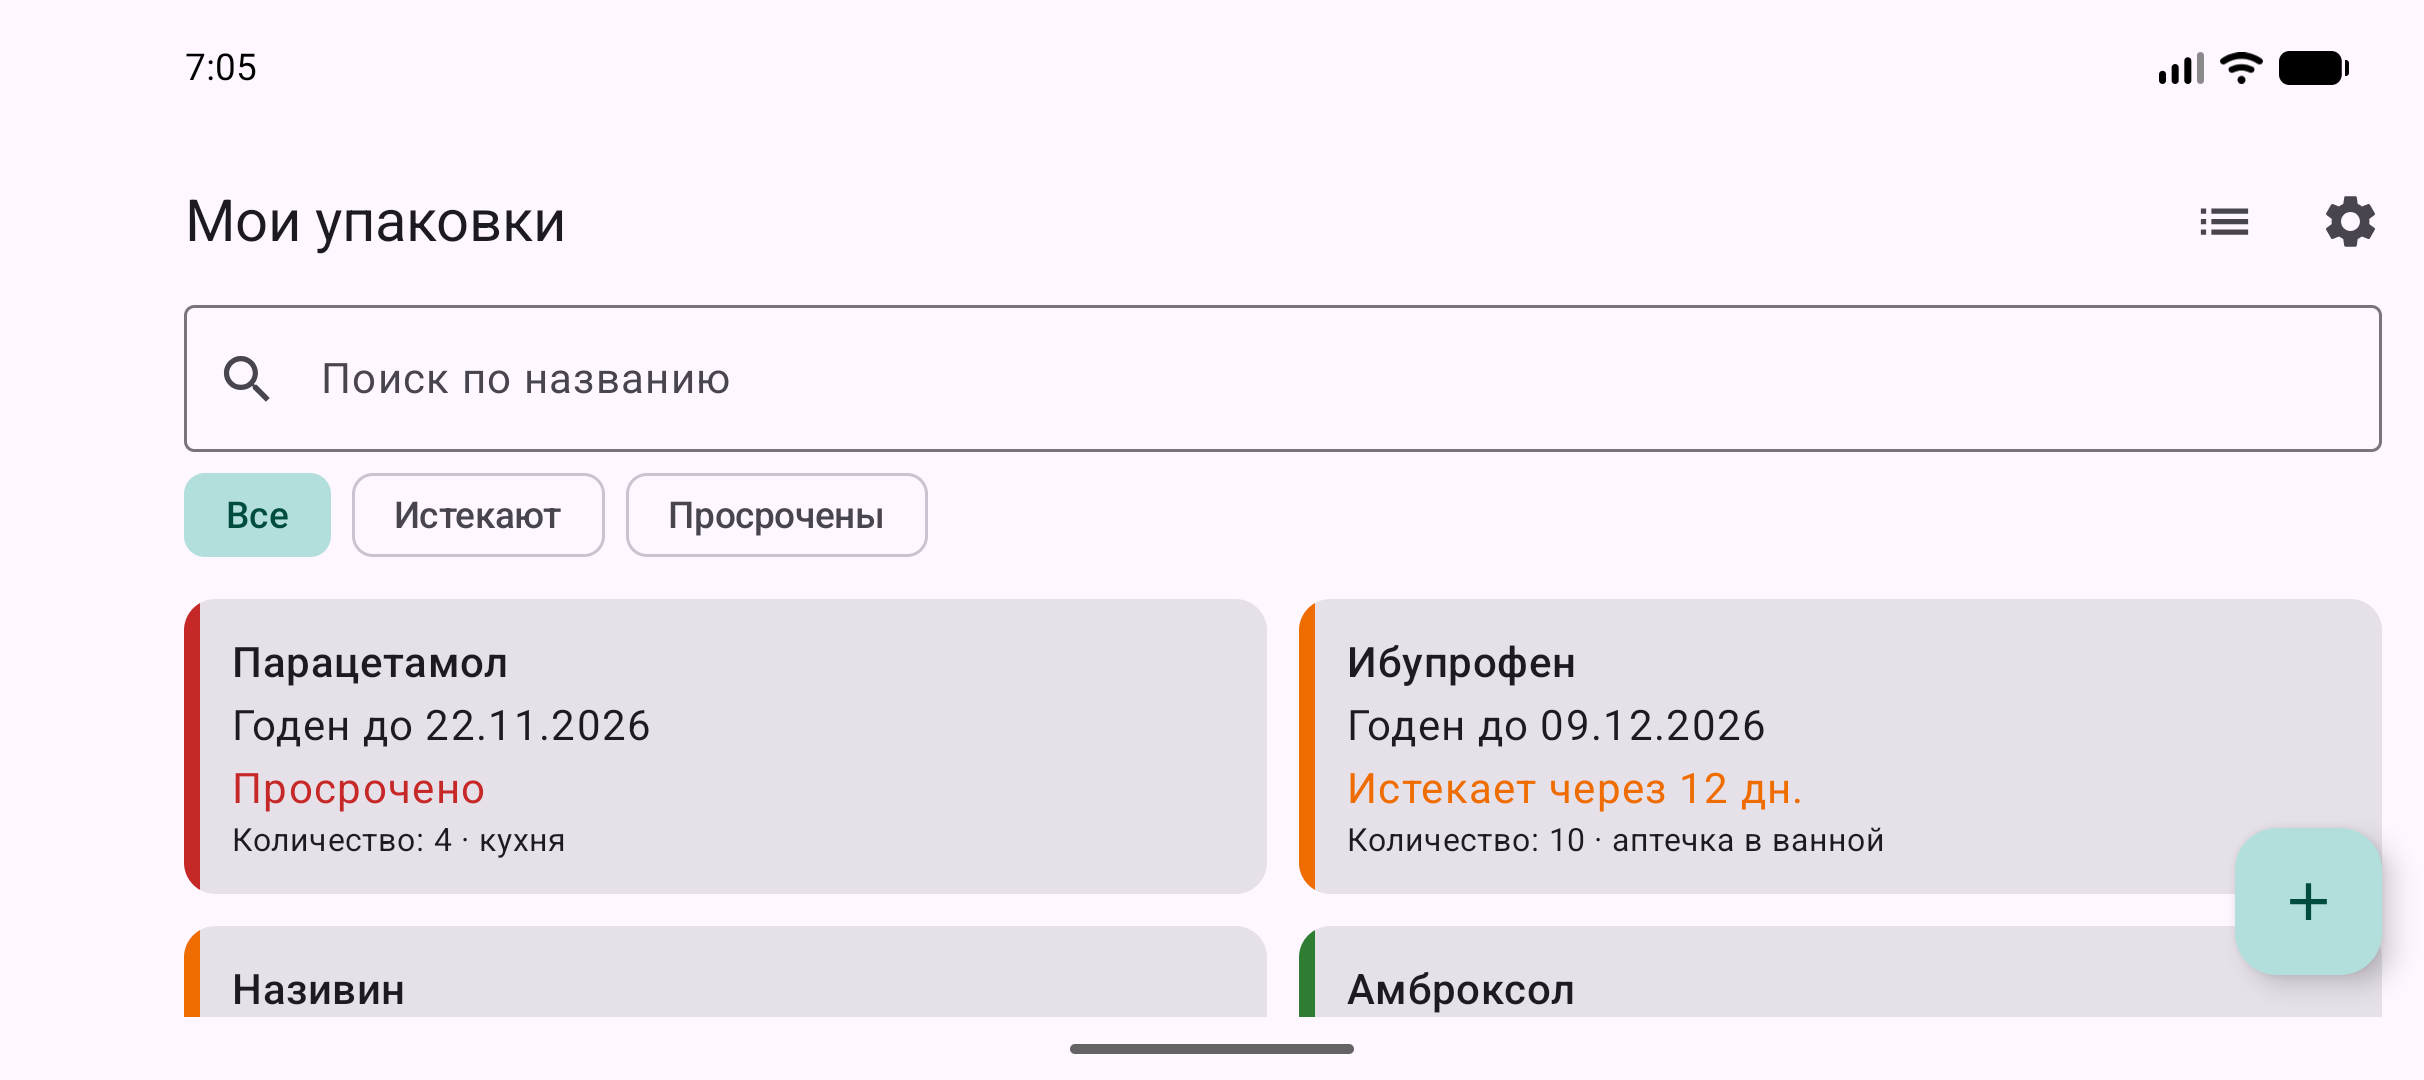 7:05
Мои упаковки
Поиск по названию
Все
Истекают
Просрочены
Парацетамол
Годен до 22.11.2026
Просрочено
Количество: 4 · кухня
Ибупрофен
Годен до 09.12.2026
Истекает через 12 дн.
Количество: 10 · аптечка в ванной
Називин
Амброксол